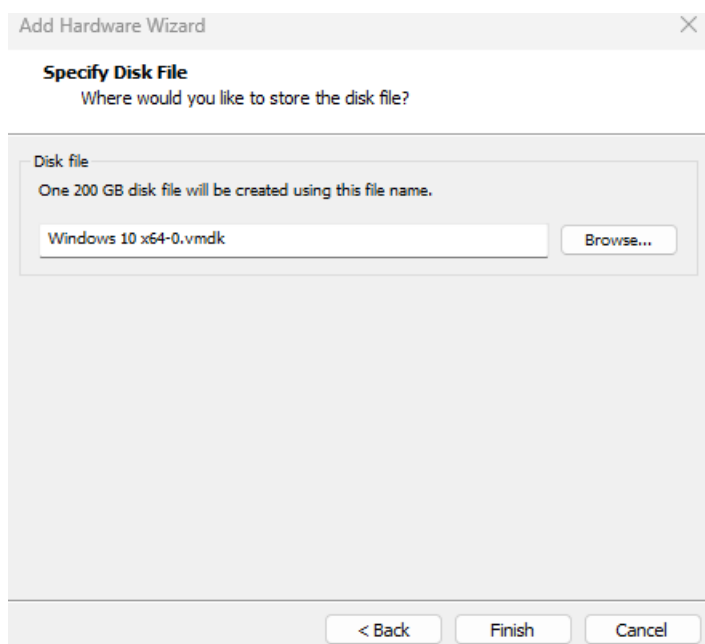 Add Hardware Wizard
Specify Disk File
Where would you like to store the disk file?
Disk file
One 200 GB disk file will be created using this file name.
Windows 10 x64-0.vmdk
Browse...
< Back
Finish
Cancel